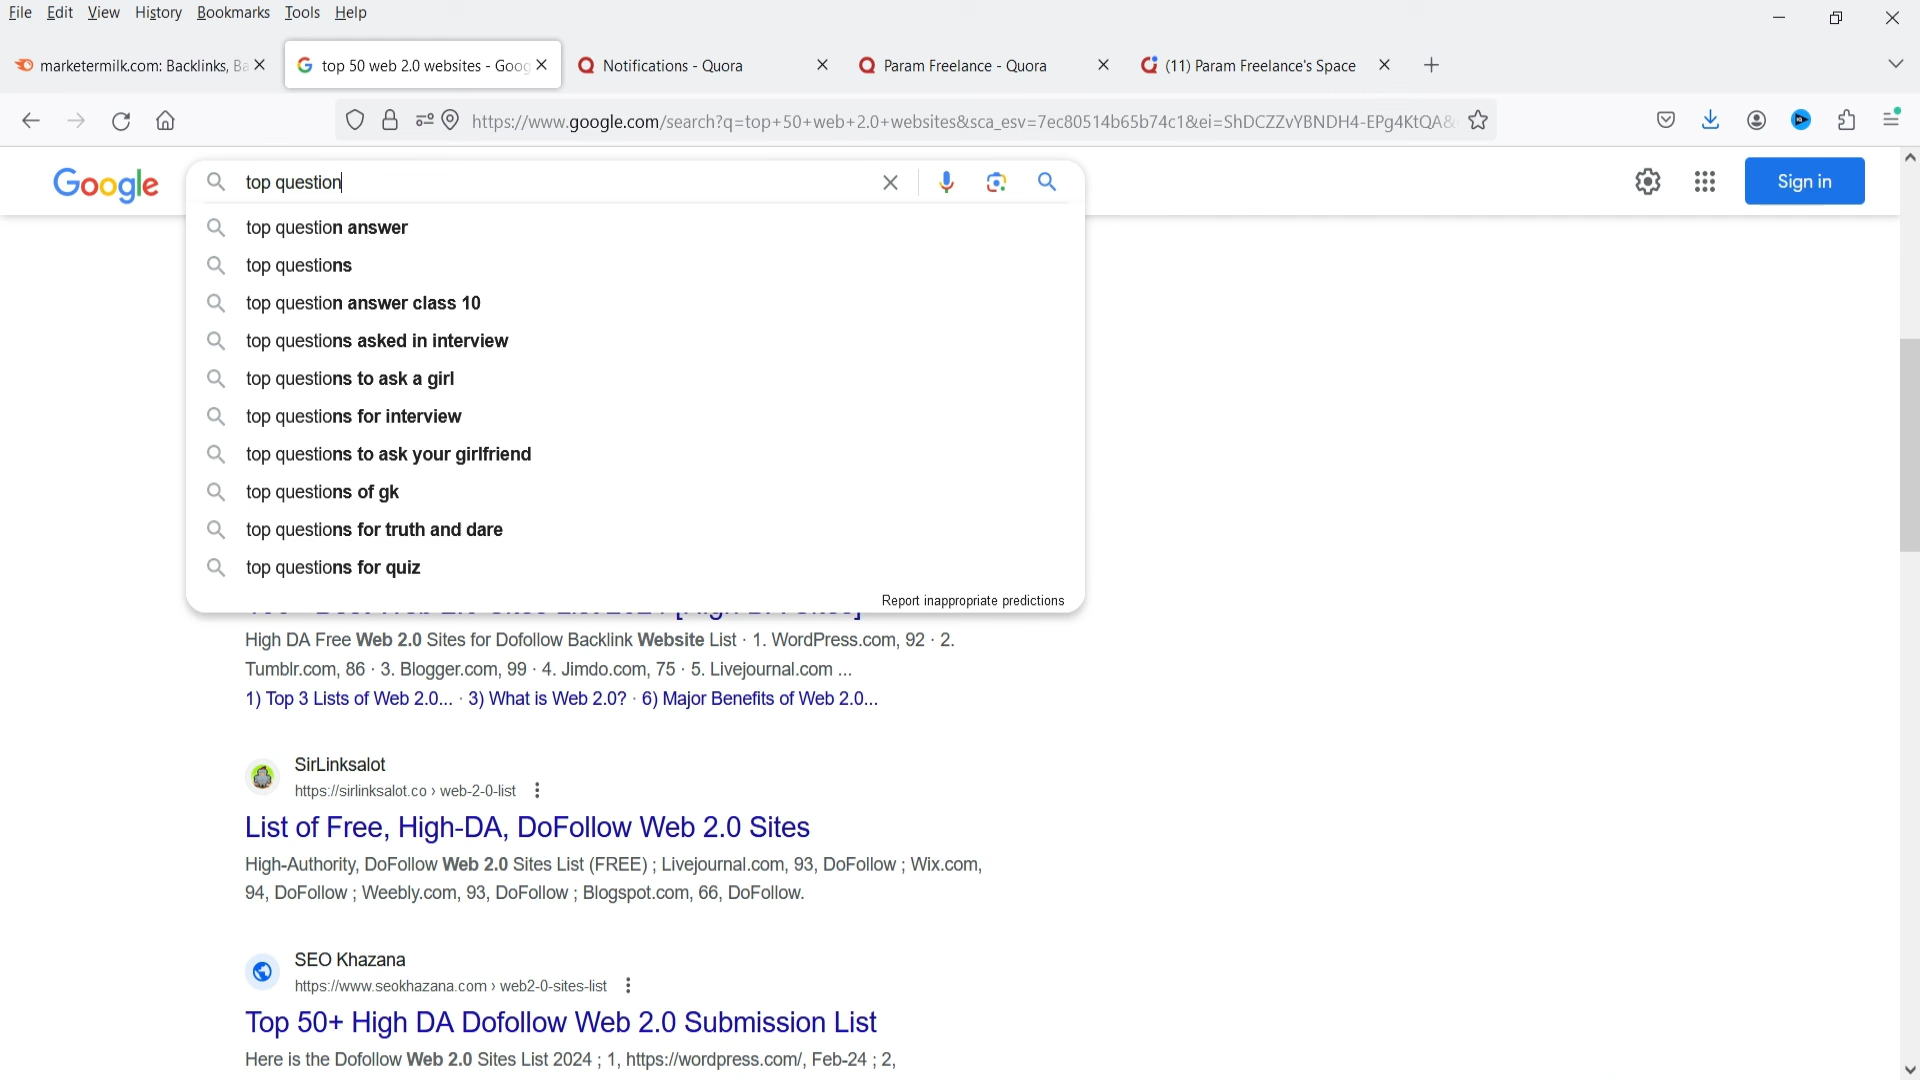 File Edit View History Bookmarks Tools Help
marketermilk.com: Backlinks, Ba
top 50 web 2.0 websites - Goog
Notifications - Quora
Param Freelance - Quora
(11) Param Freelance's Space
https://www.google.com/search?q=top+50+web+2.0+websites&sca_esv=7ec80514b65b74c1&ei=ShDCZZvYBNDH4-EPg4KtQA&
Google
top question
Sign in
top question answer
top questions
top question answer class 10
top questions asked in interview
top questions to ask a girl
top questions for interview
top questions to ask your girlfriend
top questions of gk
top questions for truth and dare
top questions for quiz
Report inappropriate predictions
High DA Free Web 2.0 Sites for Dofollow Backlink Website List · 1. WordPress.com, 92 · 2.
Tumblr.com, 86 · 3. Blogger.com, 99 · 4. Jimdo.com, 75 · 5. Livejournal.com ...
1) Top 3 Lists of Web 2.0... · 3) What is Web 2.0? · 6) Major Benefits of Web 2.0...
SirLinksalot
https://sirlinksalot.co › web-2-0-list
List of Free, High-DA, DoFollow Web 2.0 Sites
High-Authority, DoFollow Web 2.0 Sites List (FREE) ; Livejournal.com, 93, DoFollow ; Wix.com,
94, DoFollow ; Weebly.com, 93, DoFollow ; Blogspot.com, 66, DoFollow.
SEO Khazana
https://www.seokhazana.com › web2-0-sites-list
Top 50+ High DA Dofollow Web 2.0 Submission List
Here is the Dofollow Web 2.0 Sites List 2024 ; 1, https://wordpress.com/, Feb-24 ; 2,